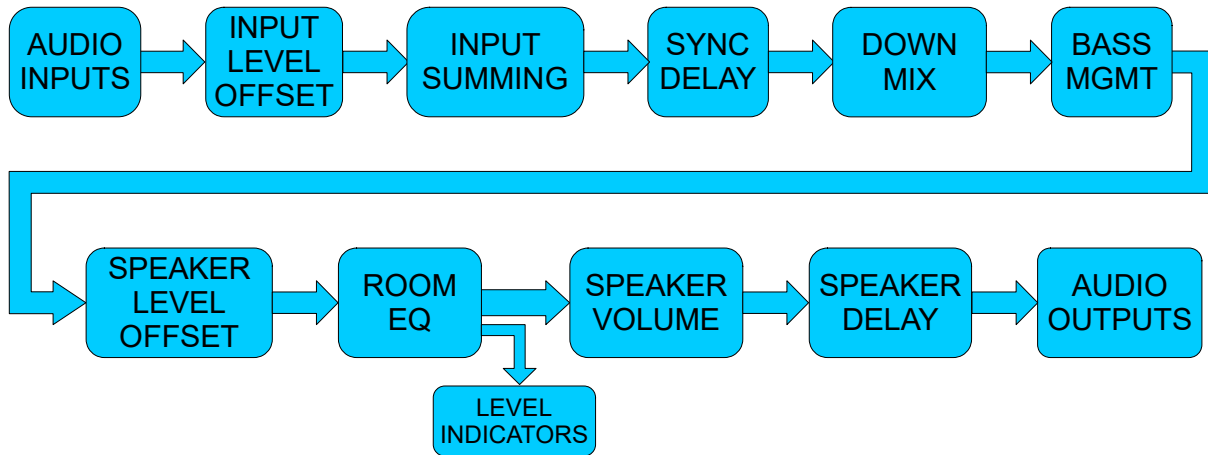 AUDIO
INPUTS
INPUT
LEVEL
OFFSET
INPUT
SUMMING
SYNC
DELAY
DOWN
MIX
BASS
MGMT
SPEAKER
LEVEL
OFFSET
ROOM
EQ
SPEAKER
VOLUME
SPEAKER
DELAY
AUDIO
OUTPUTS
LEVEL
INDICATORS